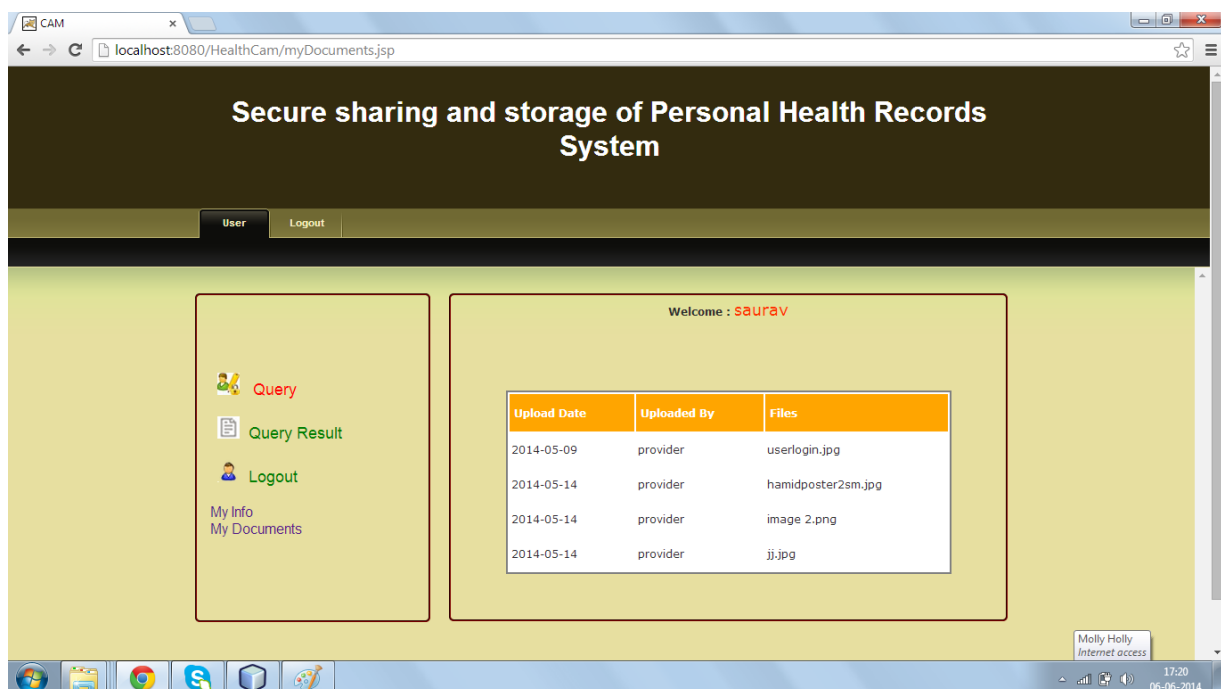 CAM
localhost:8080/HealthCam/myDocuments.jsp
Secure sharing and storage of Personal Health Records
System
User Logout
Welcome : saurav
Query
Query Result
Logout
My Info
My Documents
Upload Date Uploaded By Files
2014-05-09 provider userlogin.jpg
2014-05-14 provider hamidposter2sm.jpg
2014-05-14 provider image 2.png
2014-05-14 provider jj.jpg
Molly Holly
Internet access
17:20
06-06-2014